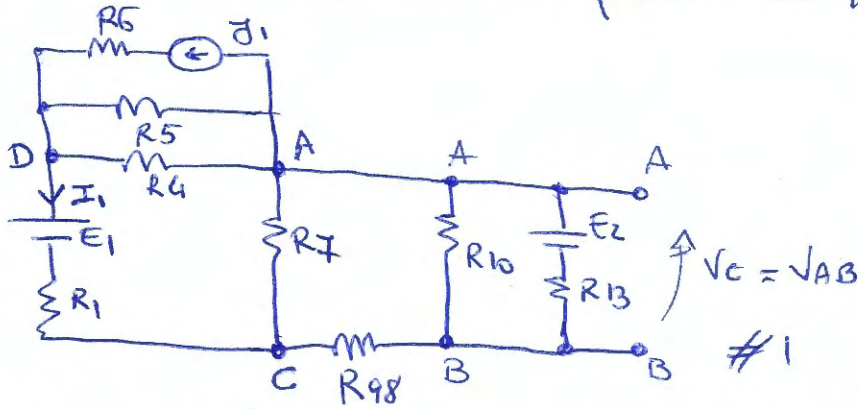 R6 J1
R5
D R4 A A A
I1
E1 R7 R10 E2
R1 R13 VC = VAB
C R98 B B #1